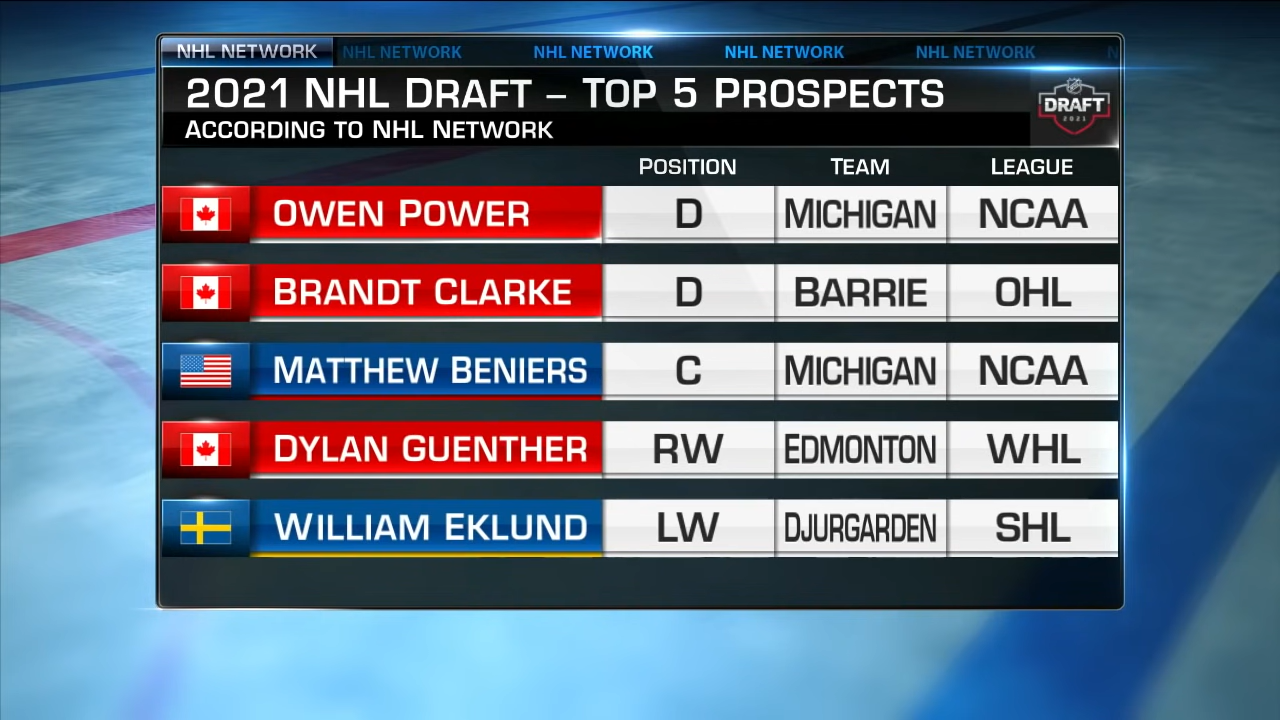 NHL NETWORK NHL NETWORK NHL NETWORK NHL NETWORK NHL NETWORK N
2021 NHL DRAFT – TOP 5 PROSPECTS
DRAFT
2021
ACCORDING TO NHL NETWORK
POSITION TEAM LEAGUE
OWEN POWER D MICHIGAN NCAA
BRANDT CLARKE D BARRIE OHL
MATTHEW BENIERS C MICHIGAN NCAA
DYLAN GUENTHER RW EDMONTON WHL
WILLIAM EKLUND LW DJURGARDEN SHL